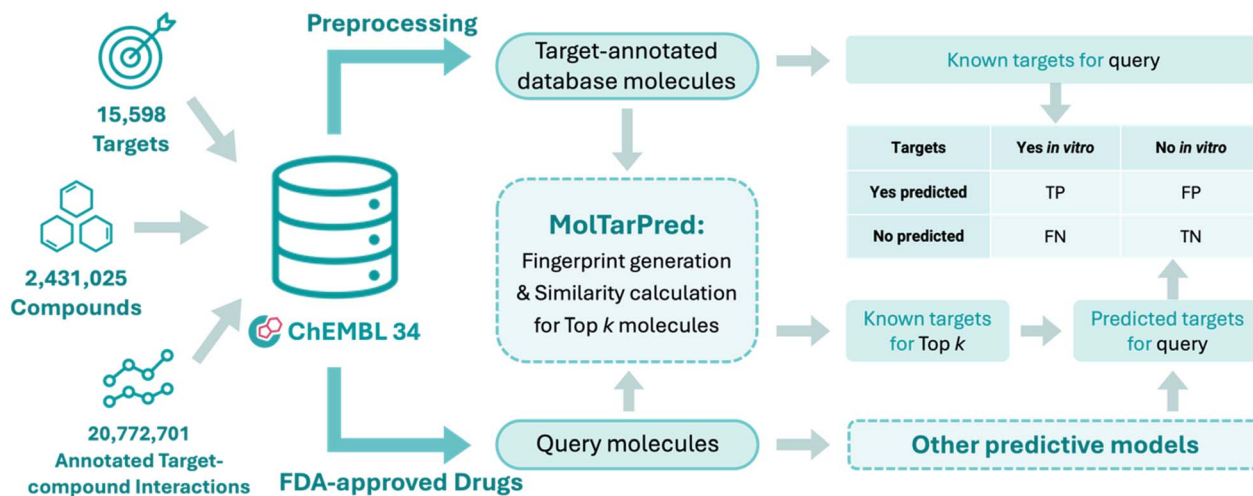 15,598
Targets
2,431,025
Compounds
20,772,701
Annotated Target-
compound Interactions
ChEMBL 34
Preprocessing
FDA-approved Drugs
Target-annotated
database molecules
MolTarPred:
Fingerprint generation
& Similarity calculation
for Top k molecules
Query molecules
Known targets for query
Targets Yes in vitro No in vitro
Yes predicted TP FP
No predicted FN TN
Known targets
for Top k
Predicted targets
for query
Other predictive models